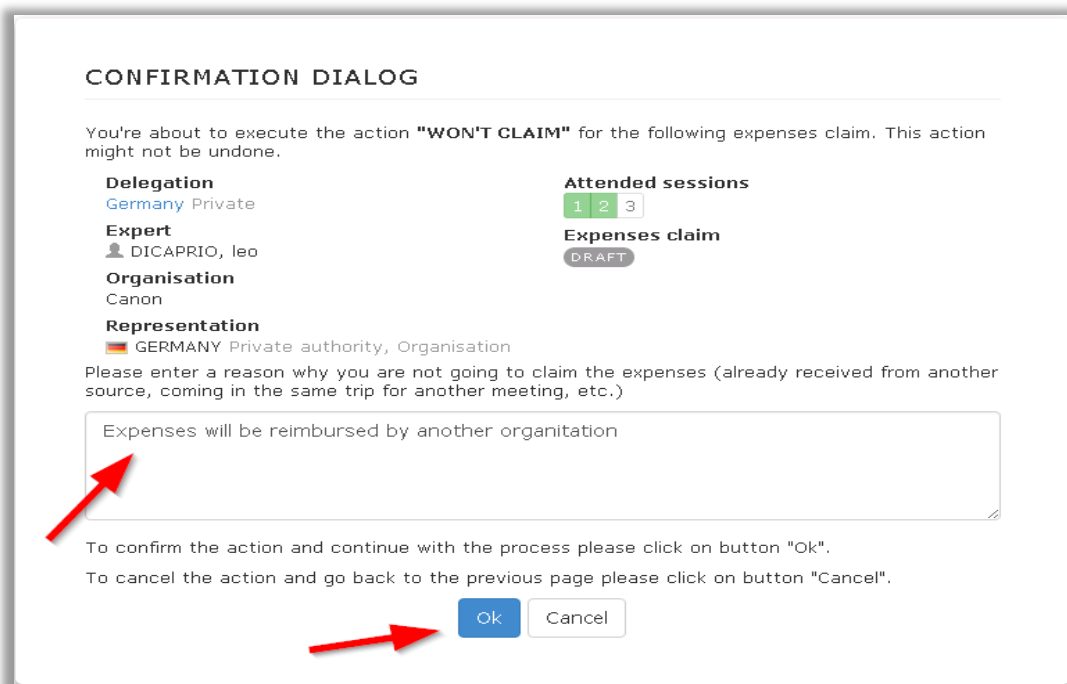 CONFIRMATION DIALOG
You're about to execute the action "WON'T CLAIM" for the following expenses claim. This action
might not be undone.
Delegation
Germany Private
Expert
DICAPRIO, leo
Organisation
Canon
Representation
GERMANY Private authority, Organisation
Attended sessions
1 2 3
Expenses claim
DRAFT
Please enter a reason why you are not going to claim the expenses (already received from another
source, coming in the same trip for another meeting, etc.)
Expenses will be reimbursed by another organitation
To confirm the action and continue with the process please click on button "Ok".
To cancel the action and go back to the previous page please click on button "Cancel".
Ok Cancel